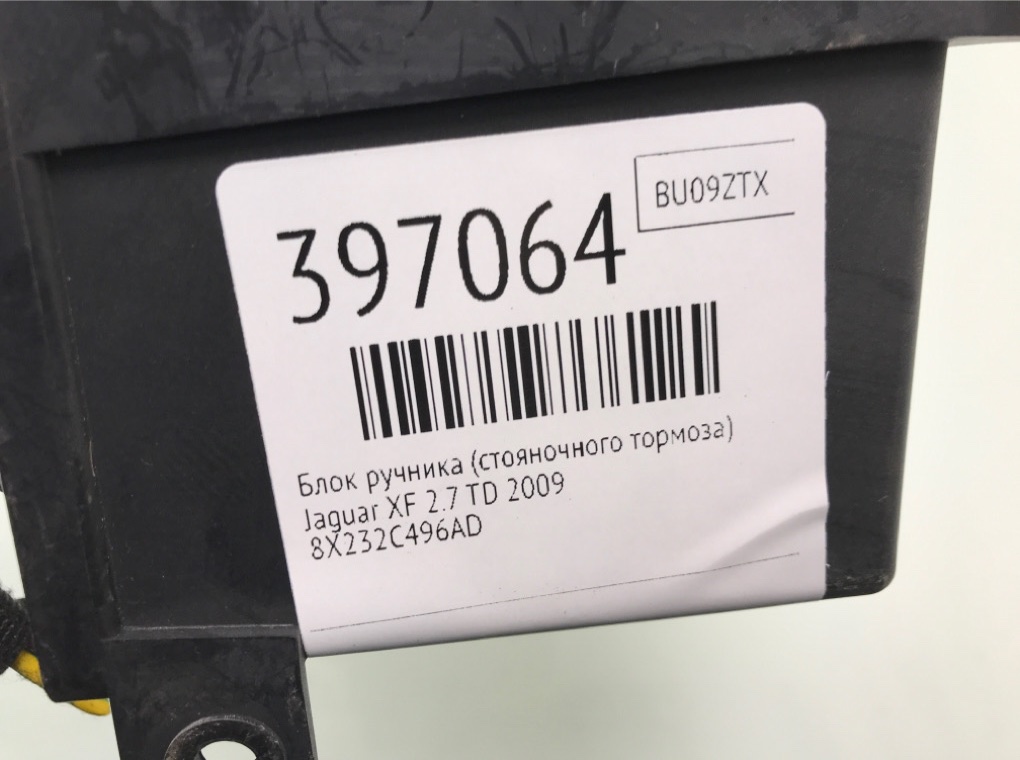 BU09ZTX
397064
Блок ручника (стояночного тормоза)
Jaguar XF 2.7 TD 2009
8X232C496AD